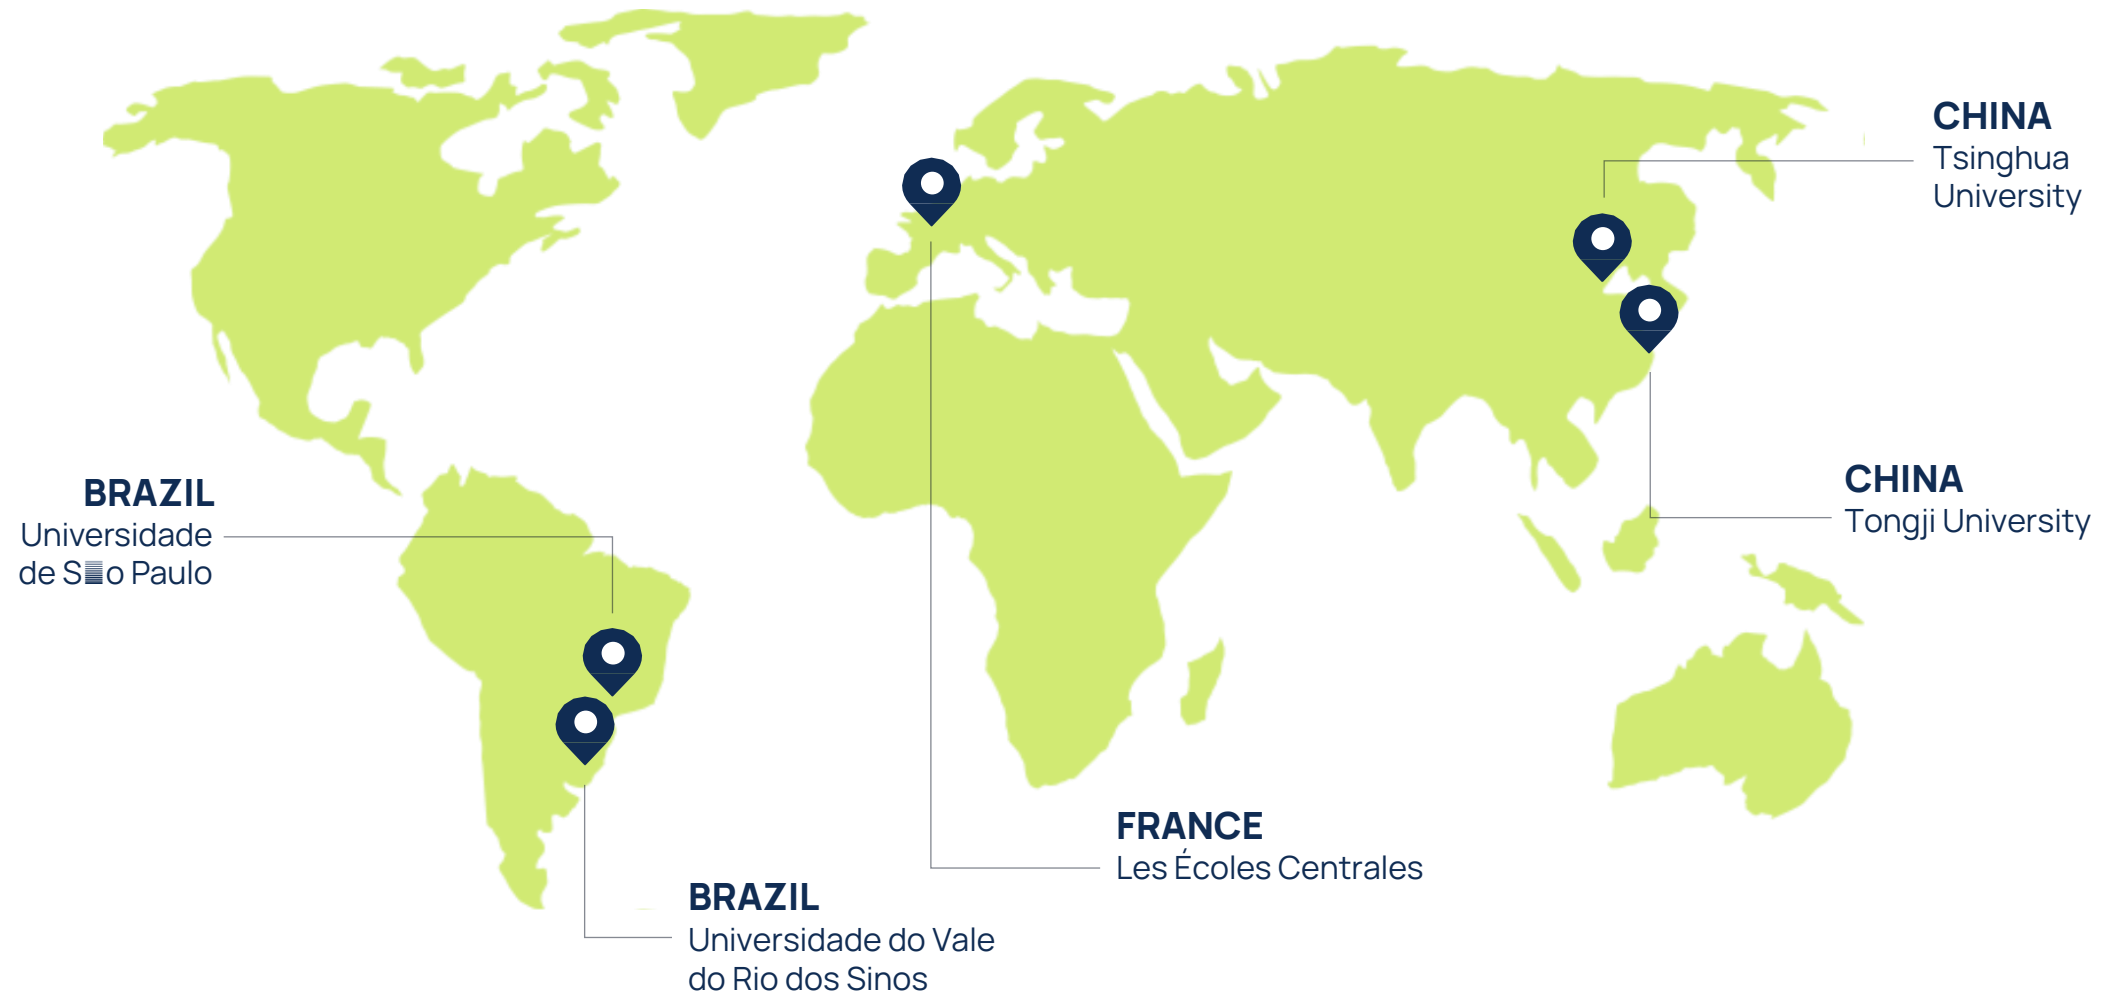 CHINA
Tsinghua
University
BRAZIL
Universidade
de Paulo
CHINA
Tongji University
FRANCE
Les Écoles Centrales
BRAZIL
Universidade do Vale
do Rio dos Sinos